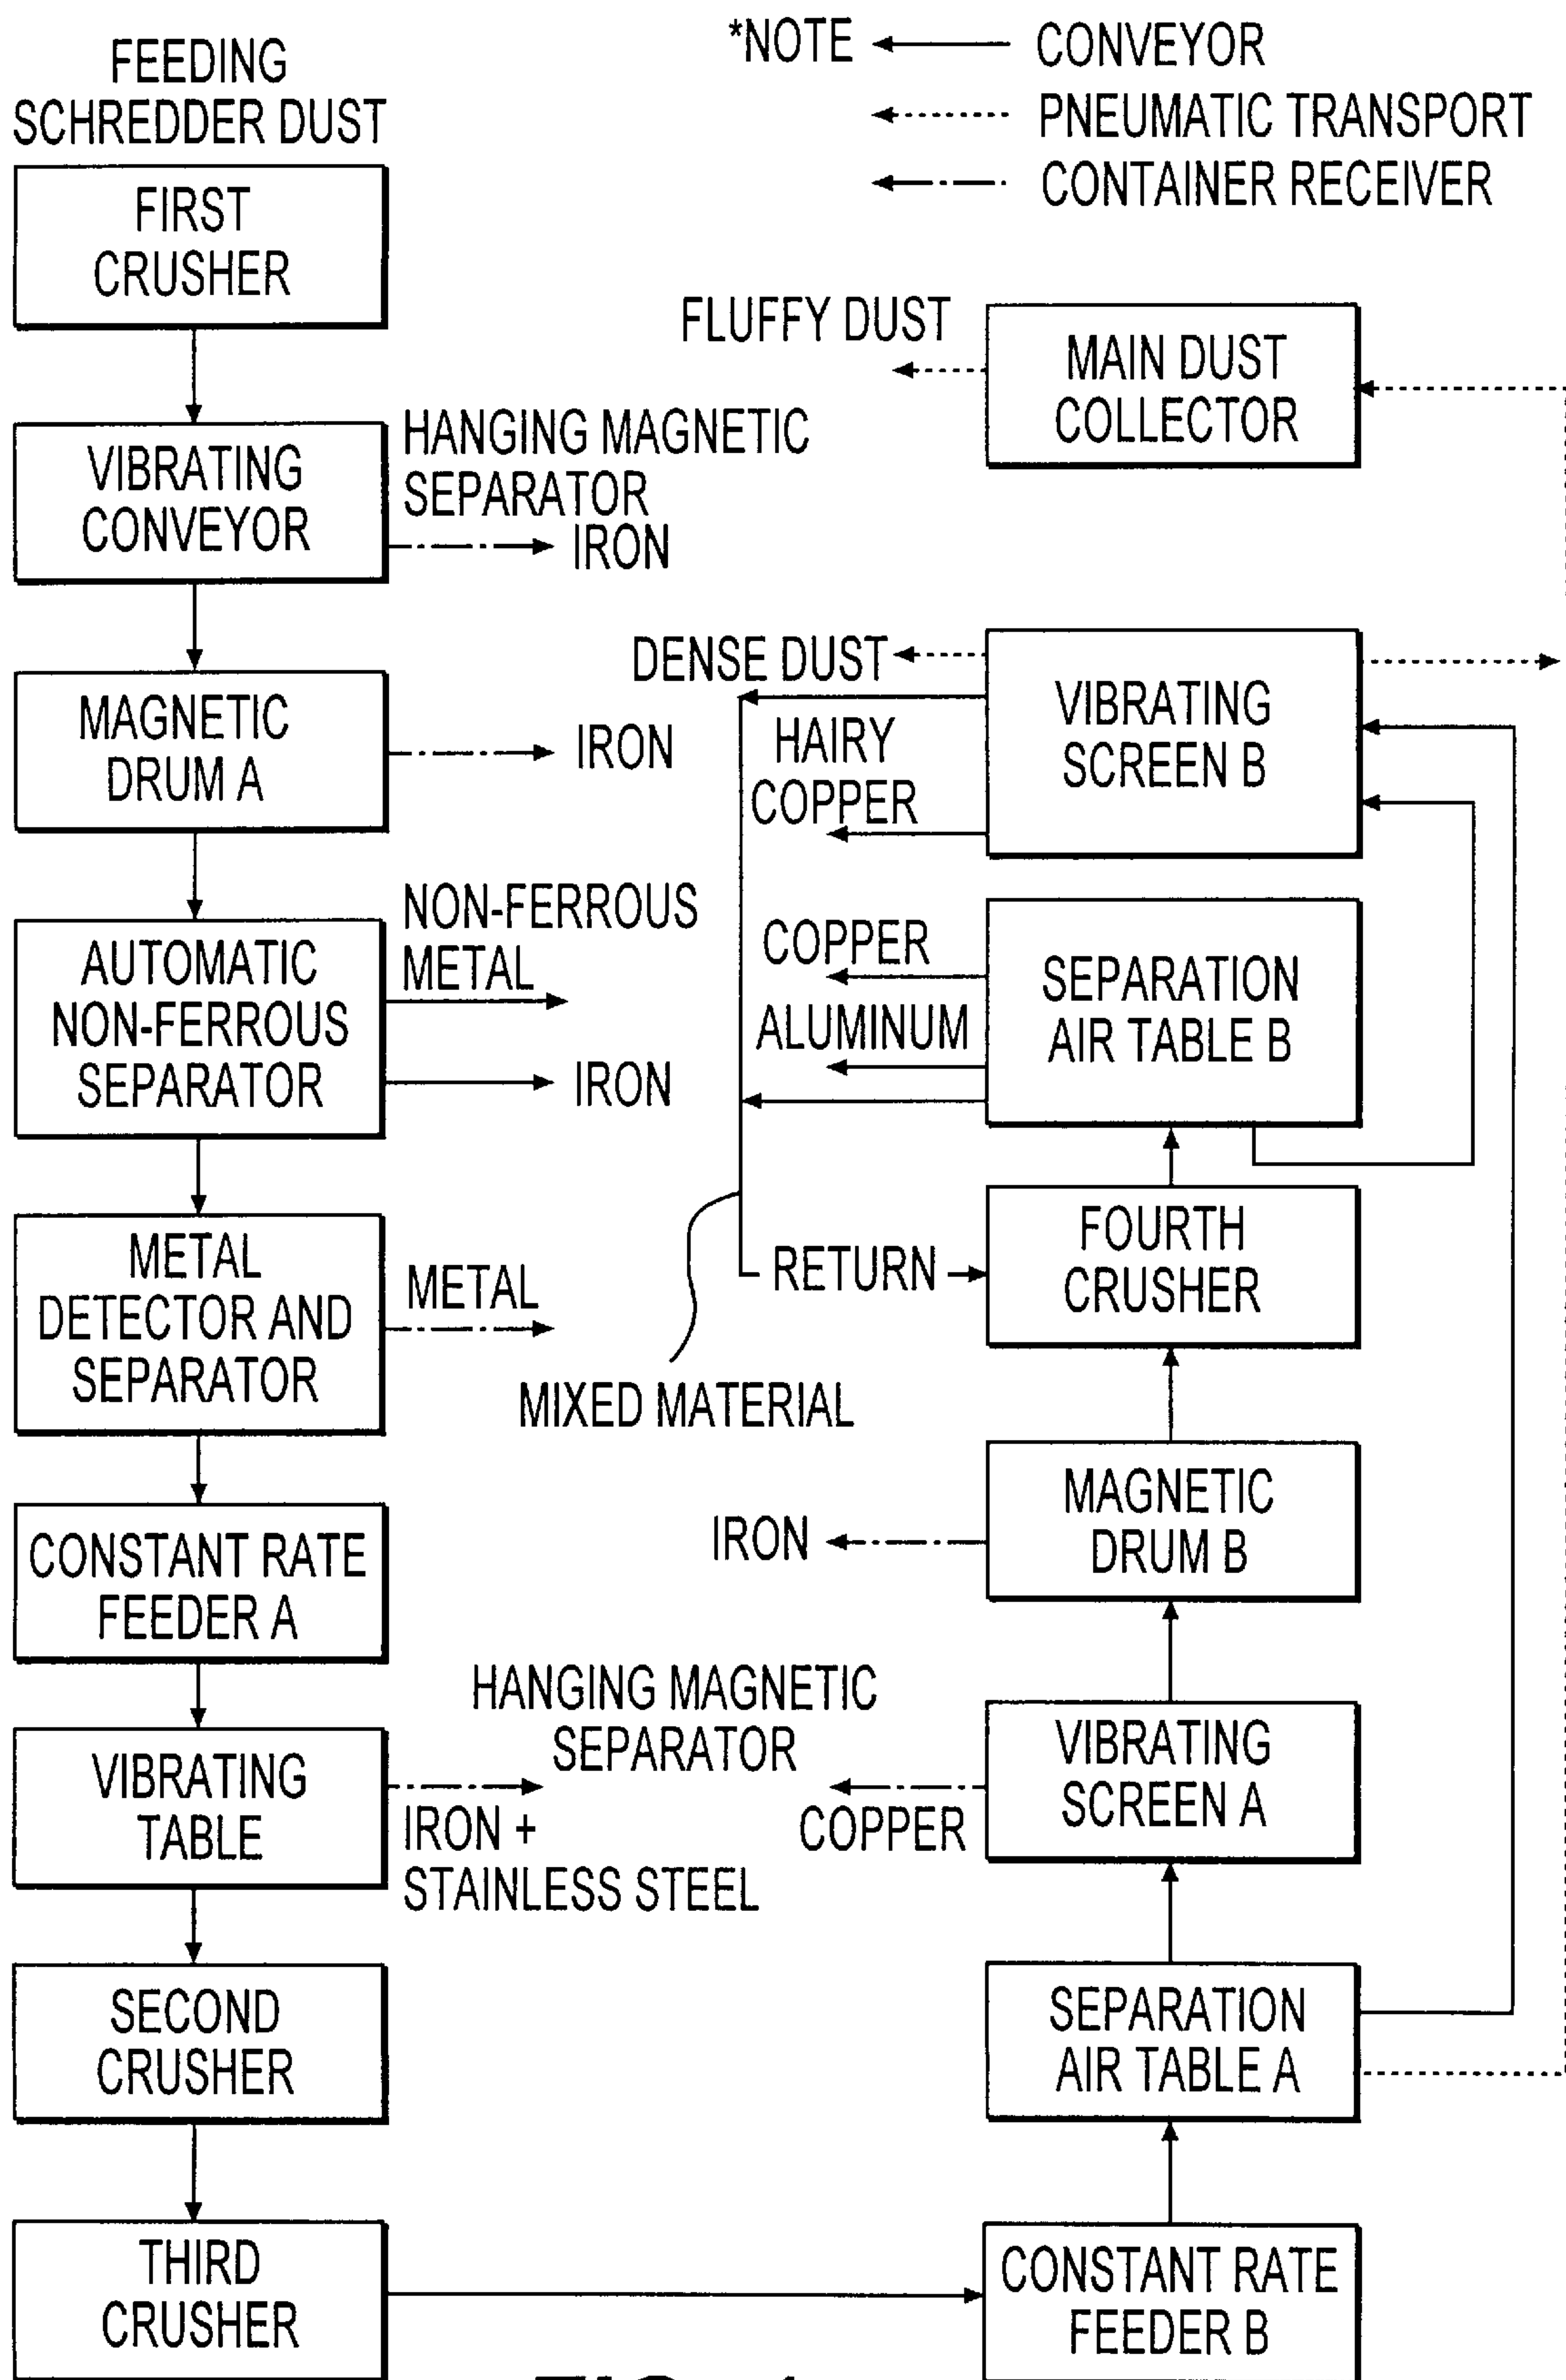 FEEDING
SCHREDDER DUST
*NOTE
CONVEYOR
PNEUMATIC TRANSPORT
CONTAINER RECEIVER
FIRST
CRUSHER
VIBRATING
CONVEYOR
HANGING MAGNETIC
SEPARATOR
IRON
MAGNETIC
DRUM A
IRON
AUTOMATIC
NON-FERROUS
SEPARATOR
NON-FERROUS
METAL
IRON
METAL
DETECTOR AND
SEPARATOR
METAL
CONSTANT RATE
FEEDER A
VIBRATING
TABLE
HANGING MAGNETIC
SEPARATOR
IRON +
STAINLESS STEEL
SECOND
CRUSHER
THIRD
CRUSHER
FLUFFY DUST
MAIN DUST
COLLECTOR
DENSE DUST
HAIRY
COPPER
VIBRATING
SCREEN B
COPPER
ALUMINUM
SEPARATION
AIR TABLE B
RETURN
FOURTH
CRUSHER
MIXED MATERIAL
IRON
MAGNETIC
DRUM B
COPPER
VIBRATING
SCREEN A
SEPARATION
AIR TABLE A
CONSTANT RATE
FEEDER B